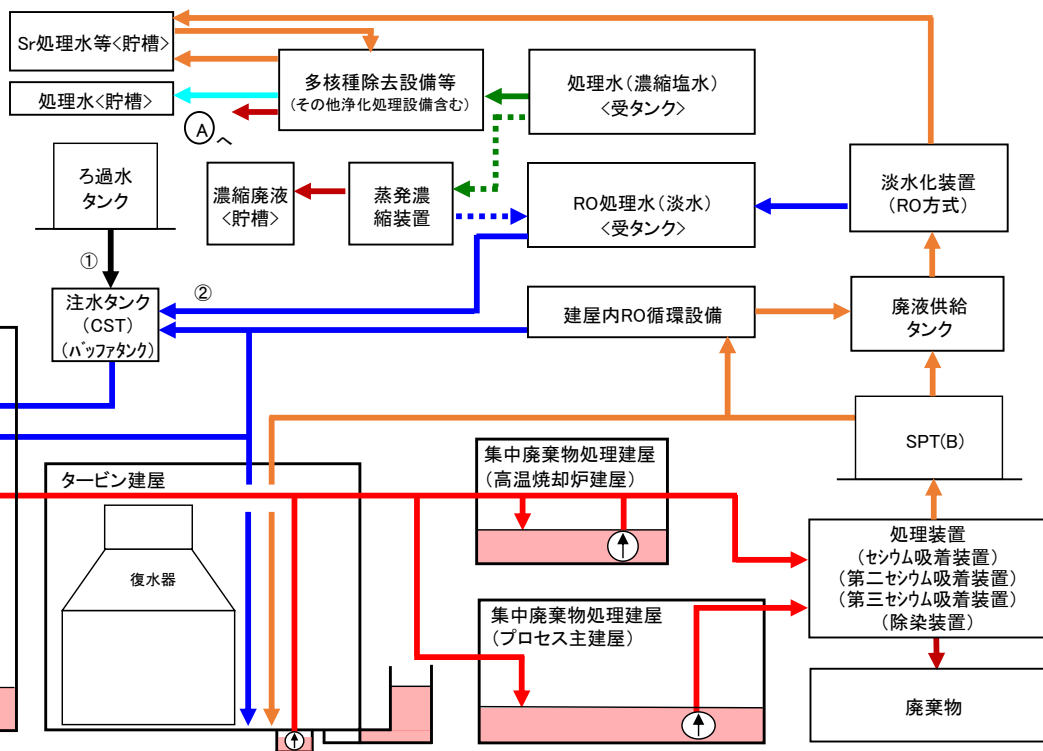 Sr処理水等<貯槽>
処理水<貯槽>
多核種除去設備等
(その他浄化処理設備含む)
A へ
処理水(濃縮塩水)
<受タンク>
ろ過水
タンク
濃縮廃液
<貯槽>
蒸発濃
縮装置
RO処理水(淡水)
<受タンク>
淡水化装置
(RO方式)
①
②
注水タンク
(CST)
(バッファタンク)
建屋内RO循環設備
廃液供給
タンク
SPT(B)
タービン建屋
復水器
集中廃棄物処理建屋
(高温焼却炉建屋)
集中廃棄物処理建屋
(プロセス主建屋)
処理装置
(セシウム吸着装置)
(第二セシウム吸着装置)
(第三セシウム吸着装置)
(除染装置)
廃棄物